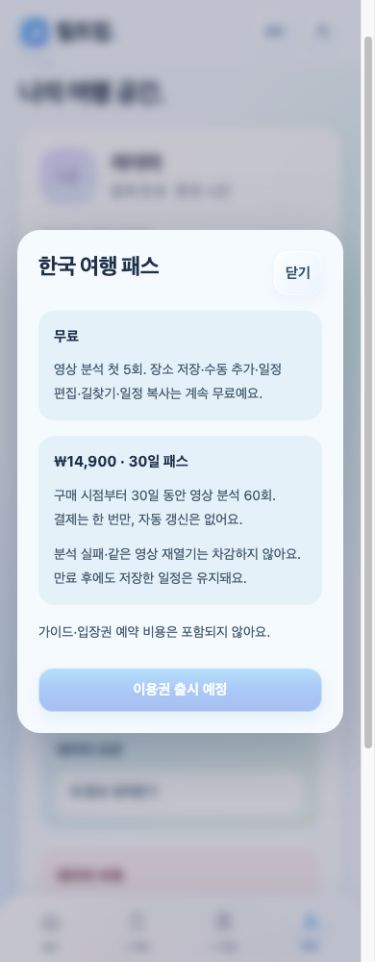 나의 여행 공간.
한국 여행 패스
닫기
무료
영상 분석 첫 5회. 장소 저장·수동 추가·일정
편집·길찾기·일정 복사는 계속 무료예요.
₩14,900 · 30일 패스
구매 시점부터 30일 동안 영상 분석 60회.
결제는 한 번만, 자동 갱신은 없어요.
분석 실패·같은 영상 재열기는 차감하지 않아요.
만료 후에도 저장한 일정은 유지돼요.
가이드·입장권 예약 비용은 포함되지 않아요.
이용권 출시 예정